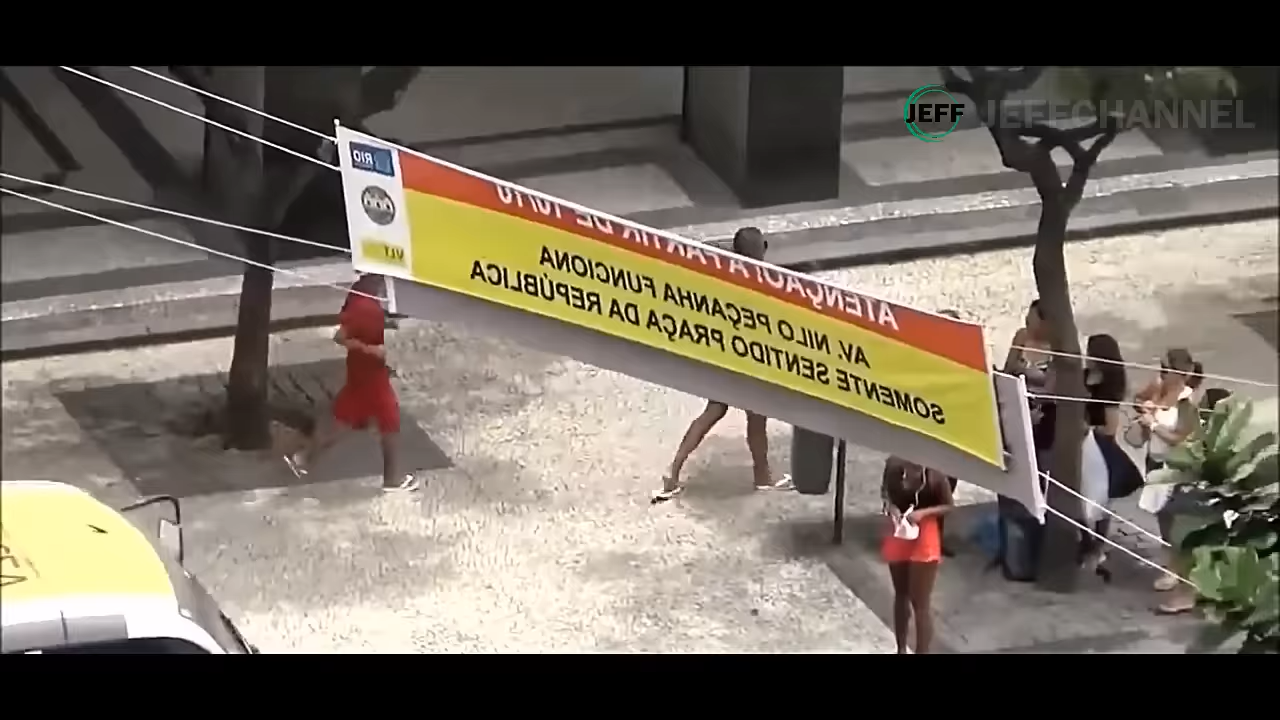 JEFF JEFFCHANNEL
RIO
VLT
ATENÇÃO! A PARTIR DE 10/10
AV. NILO PEÇANHA FUNCIONA
SOMENTE SENTIDO PRAÇA DA REPÚBLICA